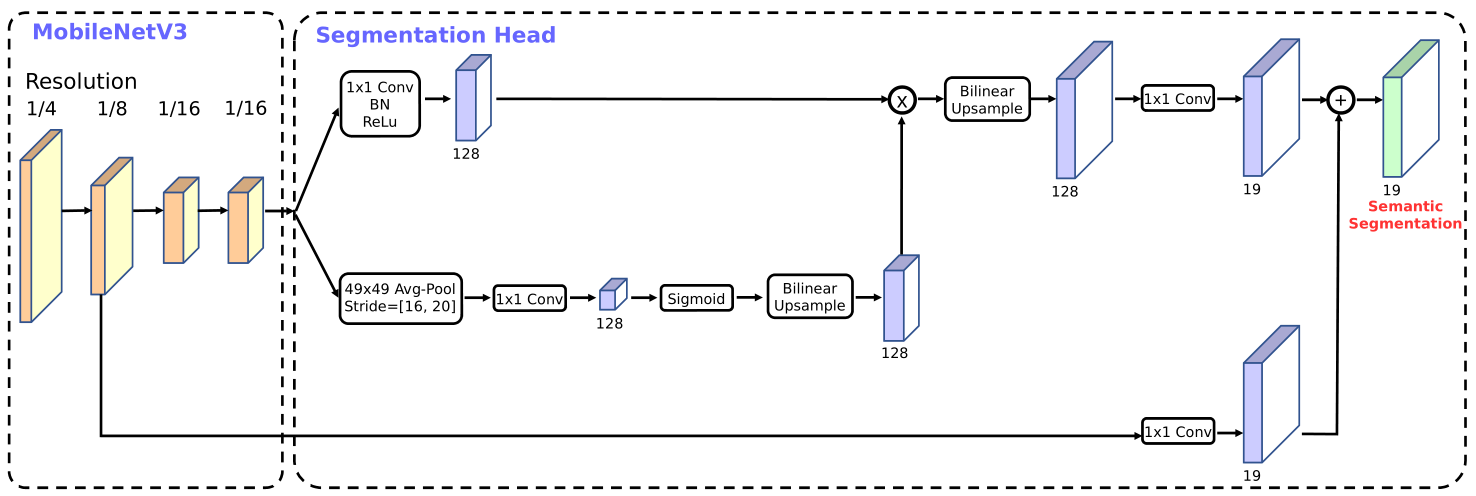 MobileNetV3
Resolution
1/4
1/8
1/16
1/16
Segmentation Head
1x1 Conv
BN
ReLu
128
x
Bilinear
Upsample
128
1x1 Conv
19
+
19
Semantic
Segmentation
49x49 Avg-Pool
Stride=[16, 20]
1x1 Conv
128
Sigmoid
Bilinear
Upsample
128
1x1 Conv
19